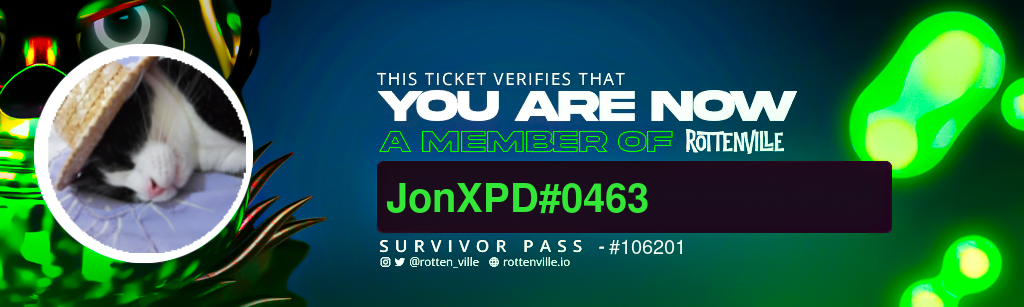 THIS TICKET VERIFIES THAT
YOU ARE NOW
A MEMBER OF ROTTENVILLE
JonXPD#0463
SURVIVOR PASS - #106201
@rotten_ville rottenville.io